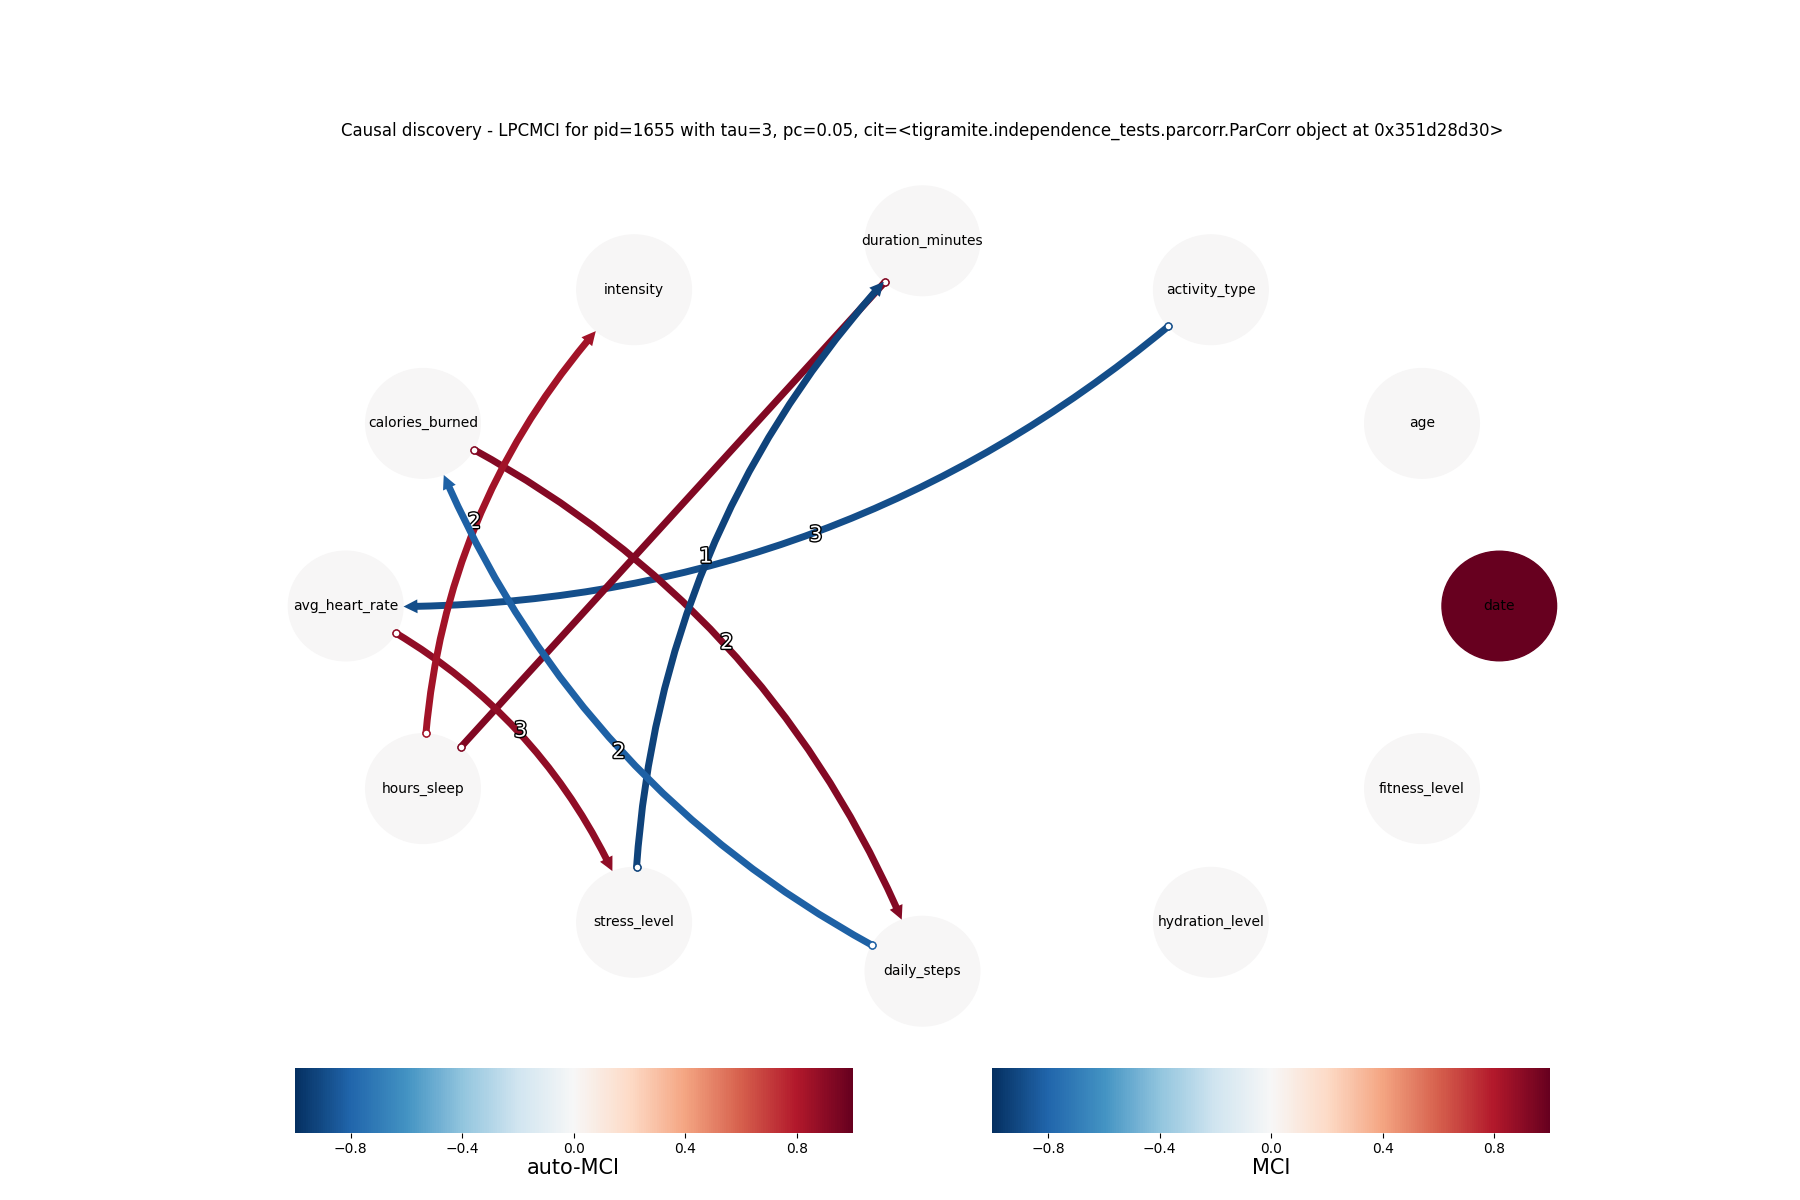 Causal discovery - LPCMCI for pid=1655 with tau=3, pc=0.05, cit=<tigramite.independence_tests.parcorr.ParCorr object at 0x351d28d30>
duration_minutes
intensity
activity_type
calories_burned
age
2
3
1
avg_heart_rate
date
2
3
2
hours_sleep
fitness_level
stress_level
hydration_level
daily_steps
−0.8 −0.4 0.0 0.4 0.8
auto-MCI
−0.8 −0.4 0.0 0.4 0.8
MCI